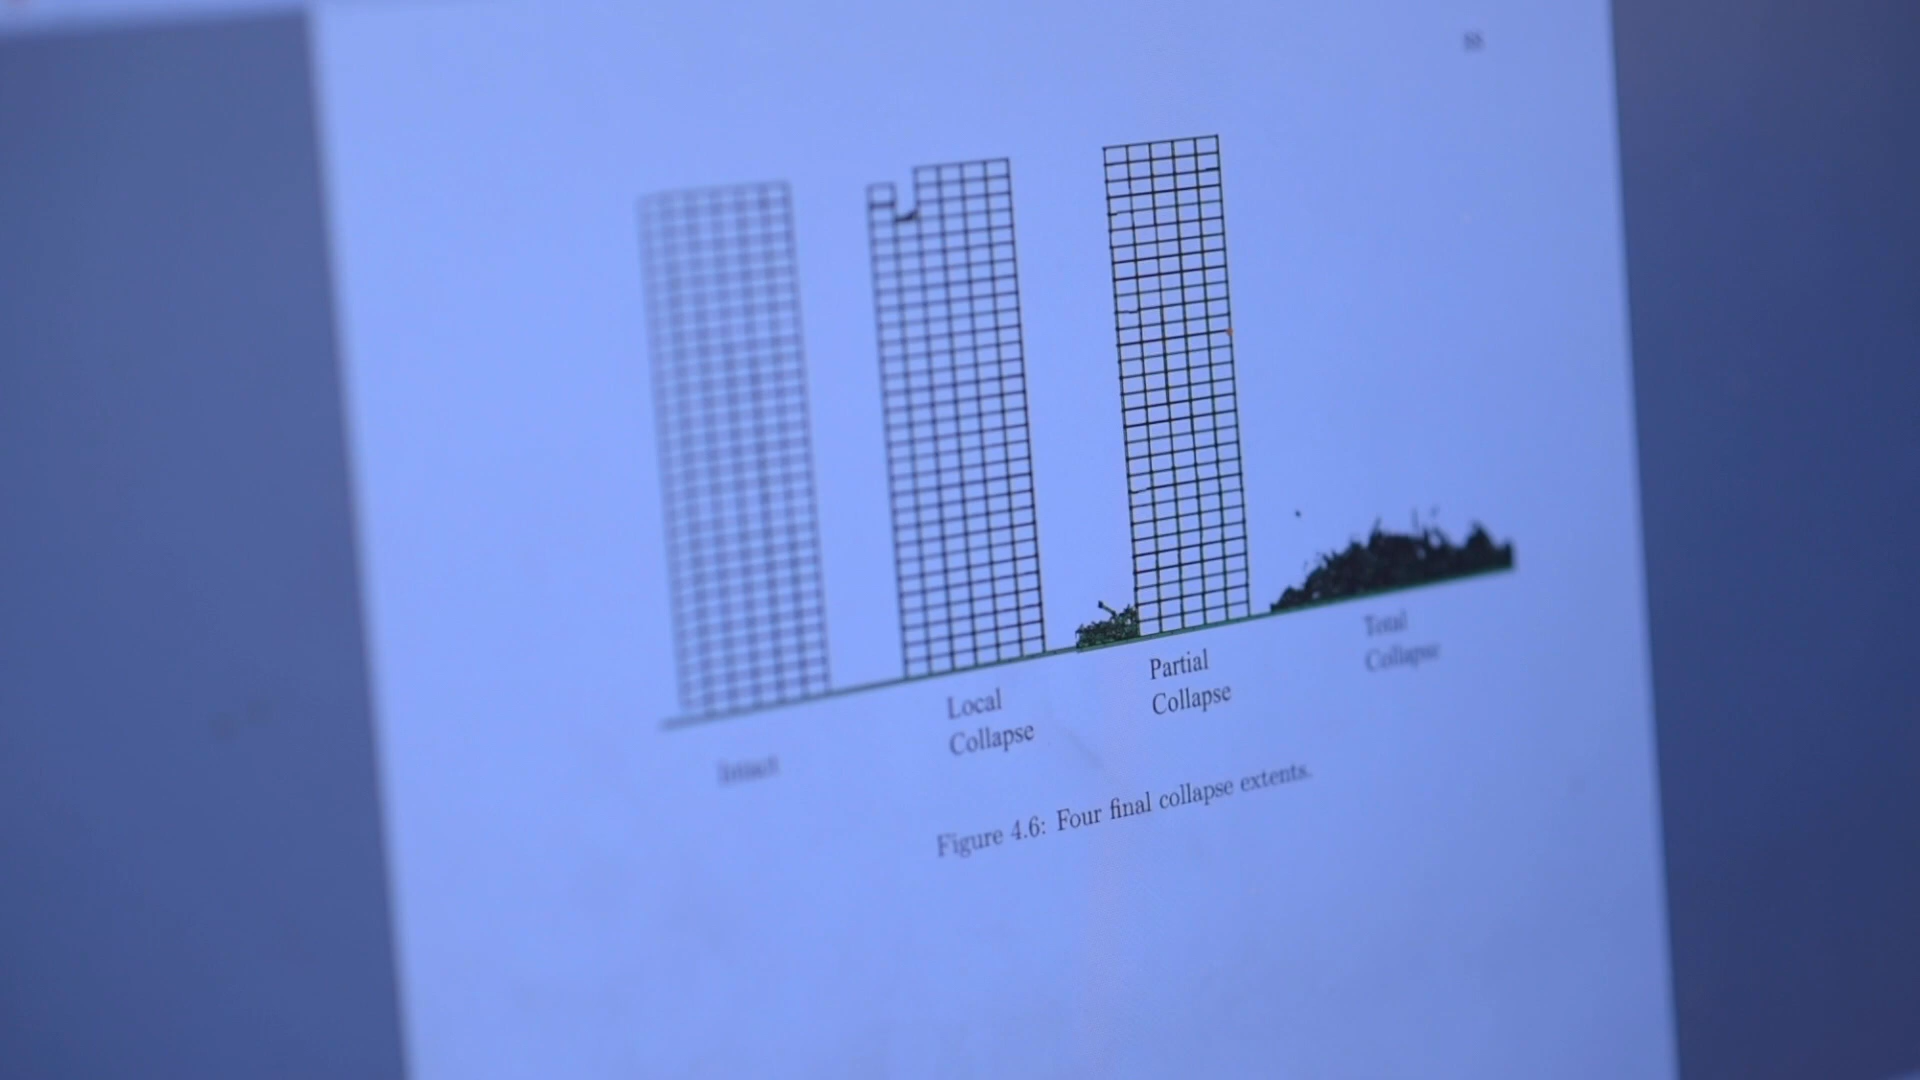 Intact
Local
Collapse
Partial
Collapse
Total
Collapse
Figure 4.6: Four final collapse extents.